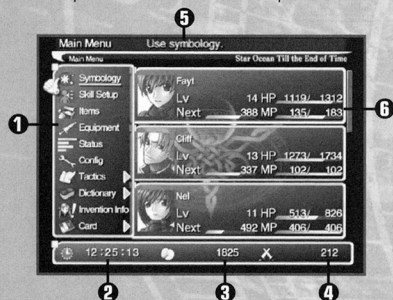 5
Main Menu Use symbology.
Main Menu Star Ocean Till the End of Time
Symbology
Skill Setup
Items
Equipment
Status
Config
Tactics
Dictionary
Invention Info
Card
Fayt
Lv 14 HP 1119/ 1312
Next 388 MP 135/ 183
Cliff
Lv 13 HP 1273/ 1734
Next 337 MP 102/ 102
Nel
Lv 11 HP 513/ 826
Next 492 MP 406/ 406
1
6
12:25:13 1825 212
2 3 4